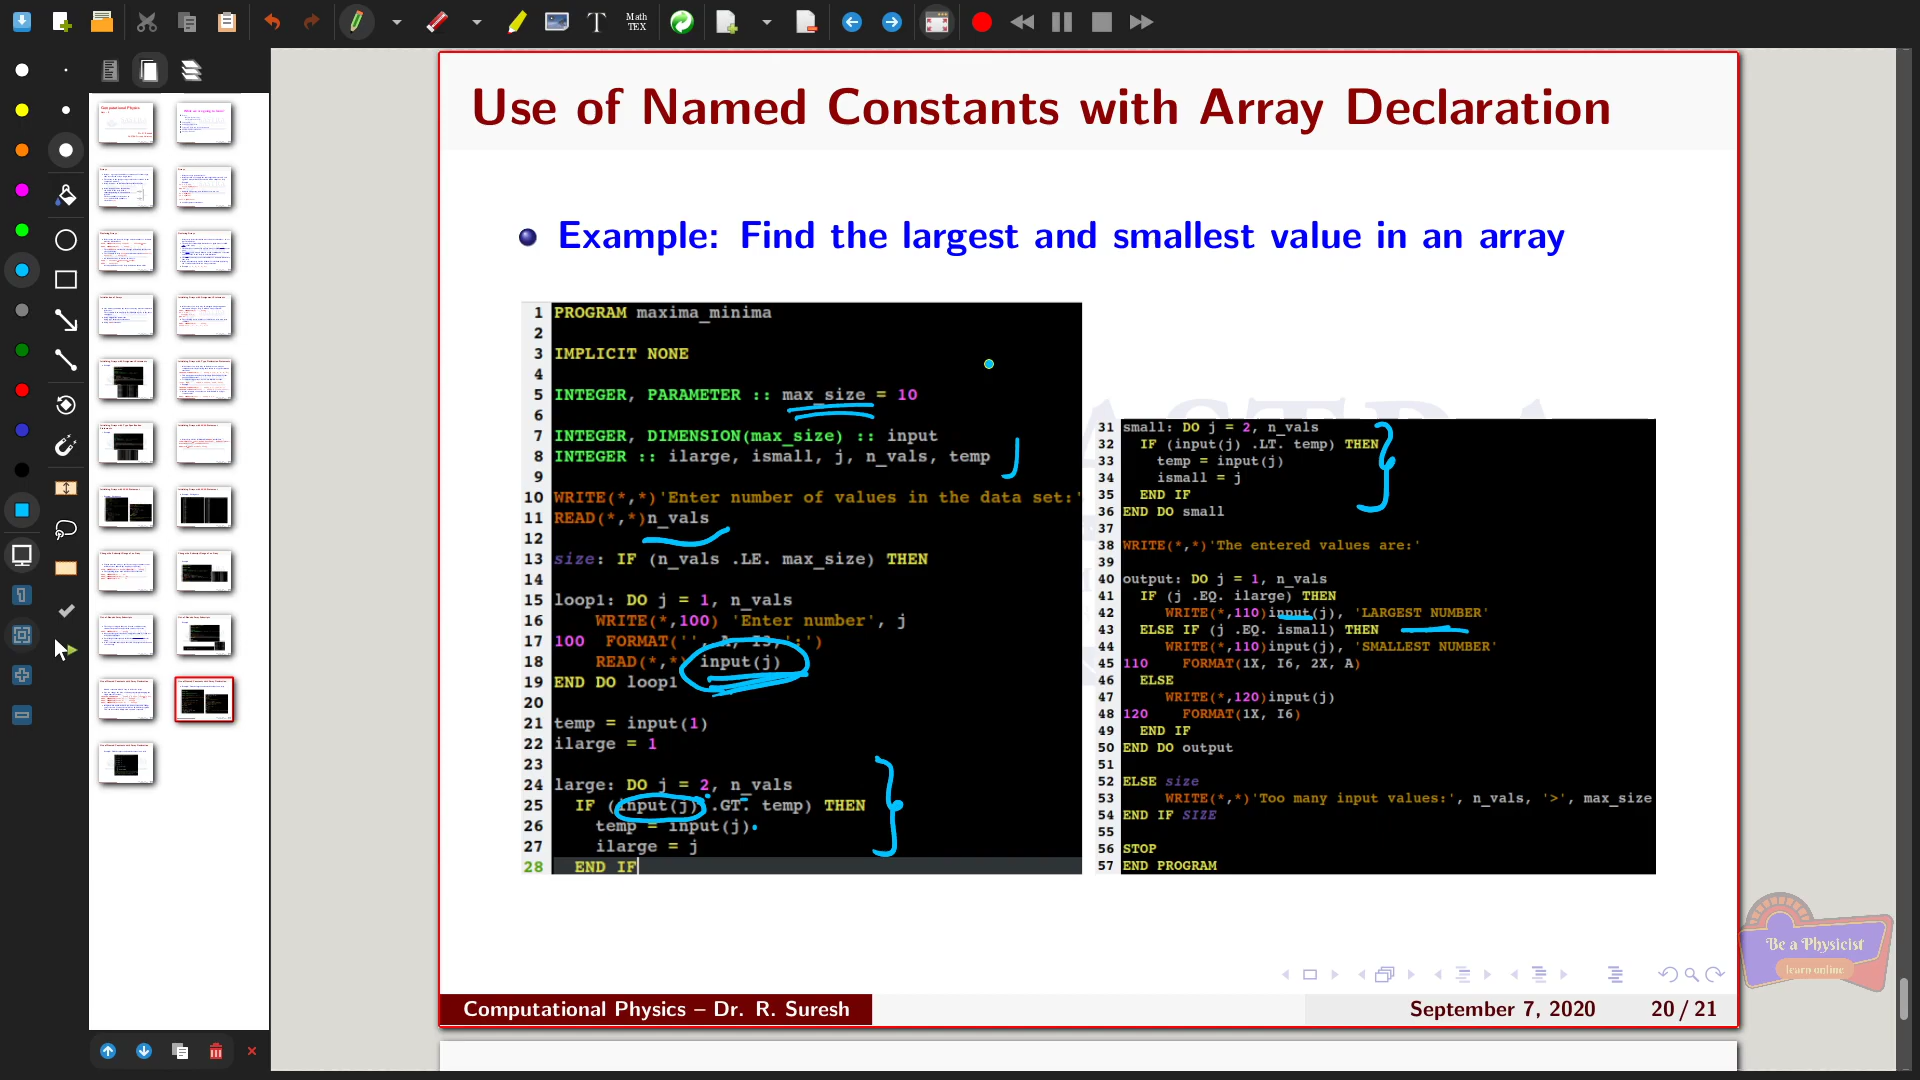 Math
TEX
Use of Named Constants with Array Declaration
Example: Find the largest and smallest value in an array
1 PROGRAM maxima_minima
2
3 IMPLICIT NONE
4
5 INTEGER, PARAMETER :: max_size = 10
6
7 INTEGER, DIMENSION(max_size) :: input
8 INTEGER :: ilarge, ismall, j, n_vals, temp
9
10 WRITE(*,*)'Enter number of values in the data set:'
11 READ(*,*)n_vals
12
13 size: IF (n_vals .LE. max_size) THEN
14
15 loop1: DO j = 1, n_vals
16 WRITE(*,100) 'Enter number', j
17 100 FORMAT('', A, I3, ':')
18 READ(*,*) input(j)
19 END DO loop1
20
21 temp = input(1)
22 ilarge = 1
23
24 large: DO j = 2, n_vals
25 IF (input(j) .GT. temp) THEN
26 temp = input(j)
27 ilarge = j
28 END IF
31 small: DO j = 2, n_vals
32 IF (input(j) .LT. temp) THEN
33 temp = input(j)
34 ismall = j
35 END IF
36 END DO small
37
38 WRITE(*,*)'The entered values are:'
39
40 output: DO j = 1, n_vals
41 IF (j .EQ. ilarge) THEN
42 WRITE(*,110)input(j), 'LARGEST NUMBER'
43 ELSE IF (j .EQ. ismall) THEN
44 WRITE(*,110)input(j), 'SMALLEST NUMBER'
45 110 FORMAT(1X, I6, 2X, A)
46 ELSE
47 WRITE(*,120)input(j)
48 120 FORMAT(1X, I6)
49 END IF
50 END DO output
51
52 ELSE size
53 WRITE(*,*)'Too many input values:', n_vals, '>', max_size
54 END IF SIZE
55
56 STOP
57 END PROGRAM
Be a Physicist
learn online
Computational Physics – Dr. R. Suresh
September 7, 2020
20 / 21